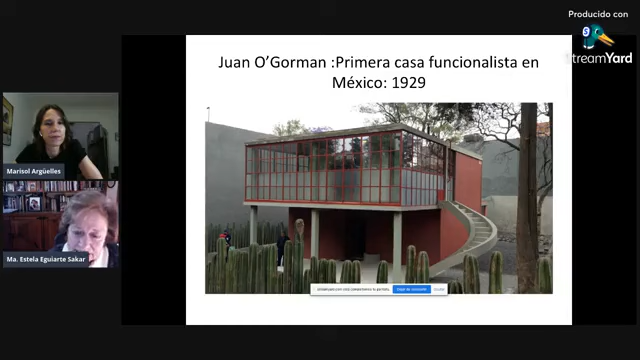 Producido con
StreamYard
Juan O’Gorman :Primera casa funcionalista en
México: 1929
Marisol Argüelles
Ma. Estela Eguiarte Sakar